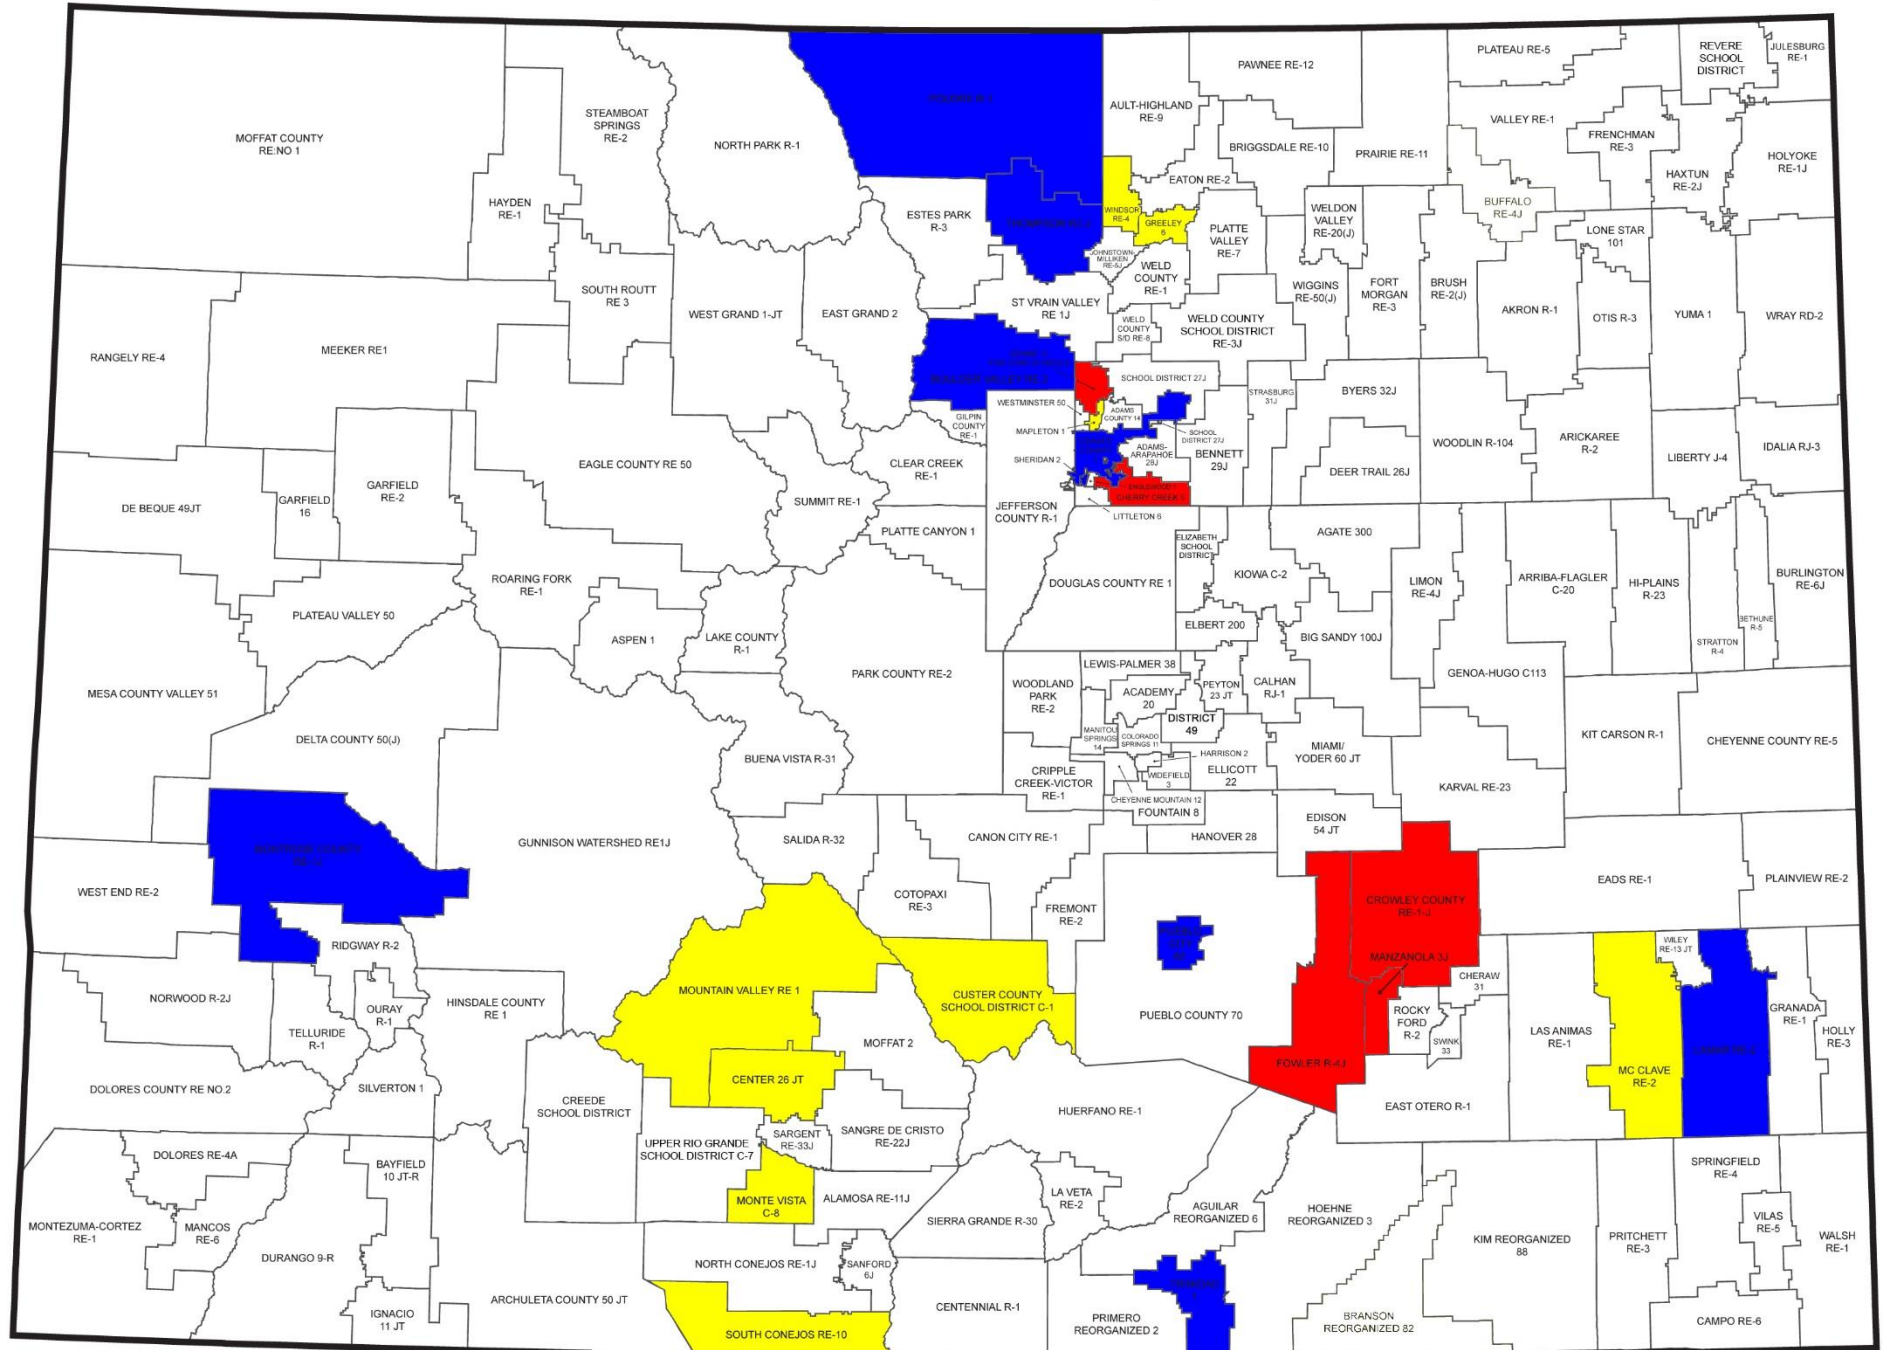 PLATEAU RE-5
REVERE
SCHOOL
DISTRICT
JULESBURG
RE-1
PAWNEE RE-12
AULT-HIGHLAND
RE-9
STEAMBOAT
SPRINGS
RE-2
MOFFAT COUNTY
RE:NO 1
NORTH PARK R-1
VALLEY RE-1
FRENCHMAN
RE-3
BRIGGSDALE RE-10
PRAIRIE RE-11
HOLYOKE
RE-1J
HAXTUN
RE-2J
EATON RE-2
HAYDEN
RE-1
ESTES PARK
R-3
WINDSOR
RE-4
GREELEY
6
PLATTE
VALLEY
RE-7
WELDON
VALLEY
RE-20(J)
BUFFALO
RE-4J
LONE STAR
101
JOHNSTOWN-
MILLIKEN
RE-5J
WELD
COUNTY
RE-1
SOUTH ROUTT
RE 3
WIGGINS
RE-50(J)
FORT
MORGAN
RE-3
BRUSH
RE-2(J)
AKRON R-1
OTIS R-3
YUMA 1
WRAY RD-2
WEST GRAND 1-JT
EAST GRAND 2
ST VRAIN VALLEY
RE 1J
WELD
COUNTY
S/D RE-8
WELD COUNTY
SCHOOL DISTRICT
RE-3J
RANGELY RE-4
MEEKER RE1
SCHOOL DISTRICT 27J
STRASBURG
31J
BYERS 32J
WESTMINSTER 50
ADAMS
COUNTY 14
GILPIN
COUNTY
RE-1
MAPLETON 1
SCHOOL
DISTRICT 27J
WOODLIN R-104
ARICKAREE
R-2
LIBERTY J-4
IDALIA RJ-3
SHERIDAN 2
ADAMS-
ARAPAHOE
28J
BENNETT
29J
DEER TRAIL 26J
EAGLE COUNTY RE 50
CLEAR CREEK
RE-1
GARFIELD
16
GARFIELD
RE-2
DE BEQUE 49JT
SUMMIT RE-1
ENGLEWOOD 1
CHERRY CREEK 5
JEFFERSON
COUNTY R-1
LITTLETON 6
PLATTE CANYON 1
ELIZABETH
SCHOOL
DISTRICT
AGATE 300
KIOWA C-2
LIMON
RE-4J
ARRIBA-FLAGLER
C-20
HI-PLAINS
R-23
BURLINGTON
RE-6J
ROARING FORK
RE-1
DOUGLAS COUNTY RE 1
PLATEAU VALLEY 50
ASPEN 1
LAKE COUNTY
R-1
ELBERT 200
BIG SANDY 100J
STRATTON
R-4
BETHUNE
R-5
MESA COUNTY VALLEY 51
PARK COUNTY RE-2
LEWIS-PALMER 38
WOODLAND
PARK
RE-2
ACADEMY
20
PEYTON
23 JT
CALHAN
RJ-1
GENOA-HUGO C113
DELTA COUNTY 50(J)
MANITOU
SPRINGS
14
COLORADO
SPRINGS 11
DISTRICT
49
KIT CARSON R-1
CHEYENNE COUNTY RE-5
BUENA VISTA R-31
HARRISON 2
WIDEFIELD
3
ELLICOTT
22
MIAMI/
YODER 60 JT
CRIPPLE
CREEK-VICTOR
RE-1
KARVAL RE-23
CHEYENNE MOUNTAIN 12
FOUNTAIN 8
EDISON
54 JT
GUNNISON WATERSHED RE1J
SALIDA R-32
CANON CITY RE-1
HANOVER 28
WEST END RE-2
COTOPAXI
RE-3
FREMONT
RE-2
CROWLEY COUNTY
RE-1-J
EADS RE-1
PLAINVIEW RE-2
RIDGWAY R-2
MANZANOLA 3J
WILEY
RE-13 JT
CHERAW
31
NORWOOD R-2J
OURAY
R-1
HINSDALE COUNTY
RE 1
MOUNTAIN VALLEY RE 1
CUSTER COUNTY
SCHOOL DISTRICT C-1
PUEBLO COUNTY 70
ROCKY
FORD
R-2
SWINK
33
LAS ANIMAS
RE-1
GRANADA
RE-1
HOLLY
RE-3
TELLURIDE
R-1
MOFFAT 2
FOWLER R-4J
MC CLAVE
RE-2
CENTER 26 JT
DOLORES COUNTY RE NO.2
SILVERTON 1
CREEDE
SCHOOL DISTRICT
HUERFANO RE-1
EAST OTERO R-1
UPPER RIO GRANDE
SCHOOL DISTRICT C-7
SARGENT
RE-33J
SANGRE DE CRISTO
RE-22J
DOLORES RE-4A
BAYFIELD
10 JT-R
SPRINGFIELD
RE-4
MONTE VISTA
C-8
ALAMOSA RE-11J
LA VETA
RE-2
AGUILAR
REORGANIZED 6
HOEHNE
REORGANIZED 3
MONTEZUMA-CORTEZ
RE-1
MANCOS
RE-6
SIERRA GRANDE R-30
VILAS
RE-5
KIM REORGANIZED
88
PRITCHETT
RE-3
WALSH
RE-1
DURANGO 9-R
NORTH CONEJOS RE-1J
SANFORD
6J
ARCHULETA COUNTY 50 JT
CENTENNIAL R-1
IGNACIO
11 JT
SOUTH CONEJOS RE-10
PRIMERO
REORGANIZED 2
BRANSON
REORGANIZED 82
CAMPO RE-6